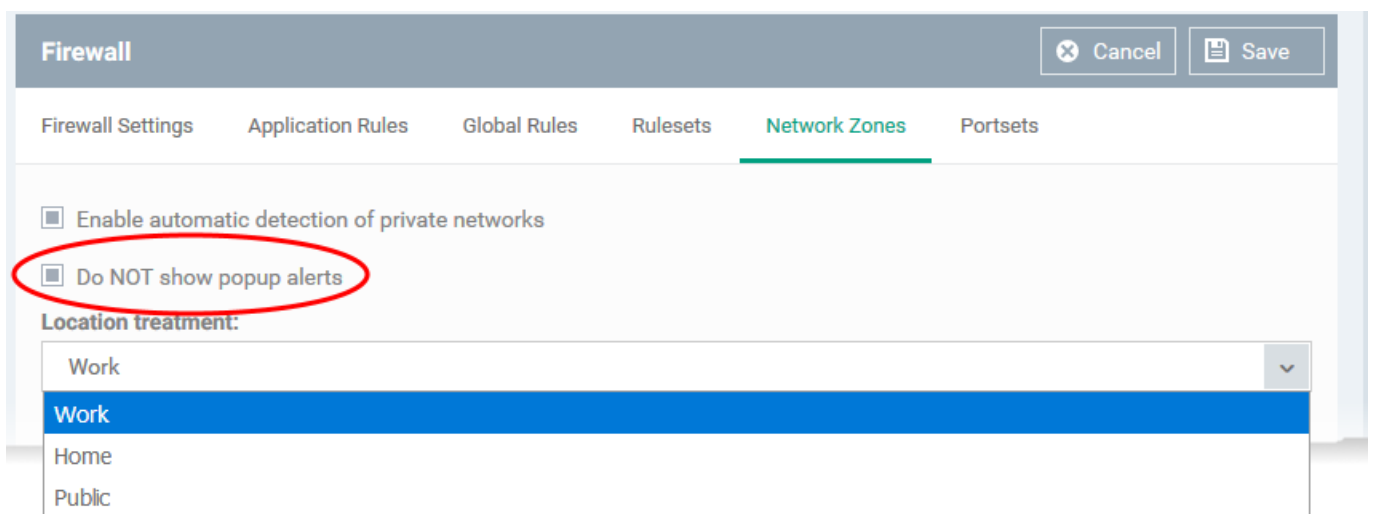 Firewall
Cancel
Save
Firewall Settings Application Rules Global Rules Rulesets Network Zones Portsets
Enable automatic detection of private networks
Do NOT show popup alerts
Location treatment:
Work
Work
Home
Public